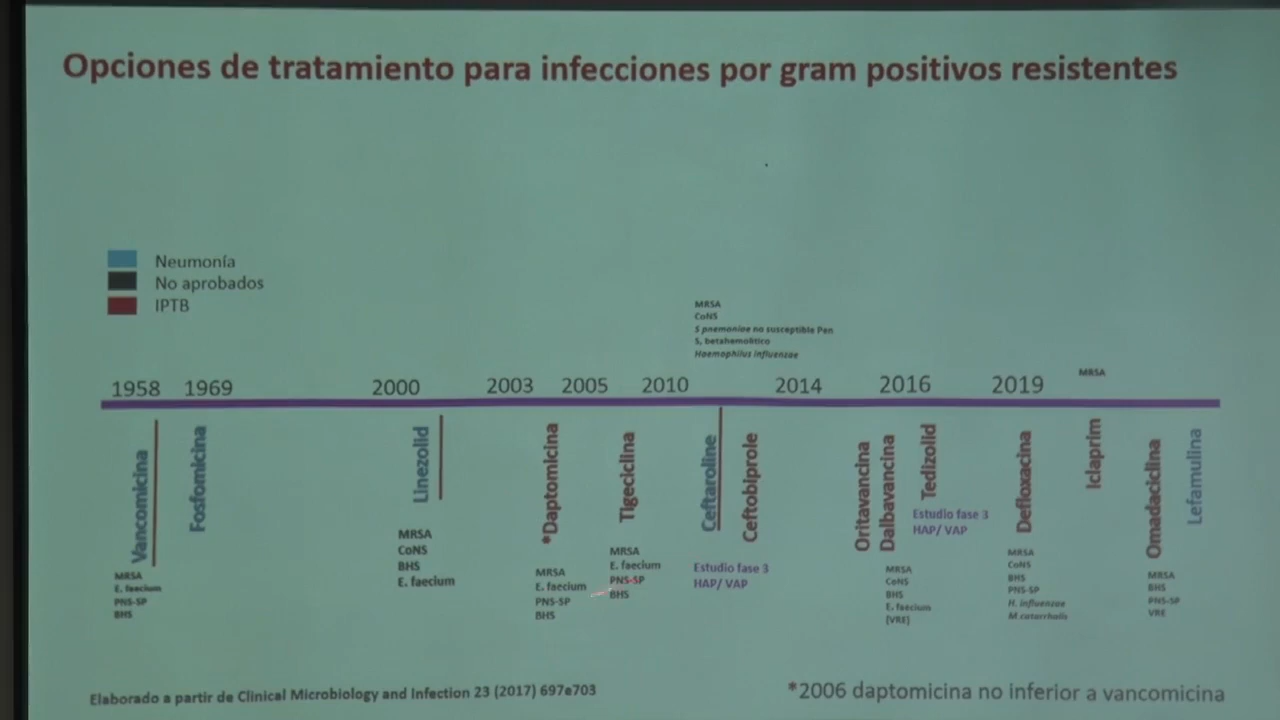 Opciones de tratamiento para infecciones por gram positivos resistentes
Neumonía
No aprobados
IPTB
MRSA
CoNS
S pnemoniae no susceptible Pen
S, betahemolitico
Haemophilus influenzae
MRSA
1958 1969 2000 2003 2005 2010 2014 2016 2019
Vancomicina
Fosfomicina
Linezolid
*Daptomicina
Tigeciclina
Ceftaroline
Ceftobiprole
Oritavancina
Dalbavancina
Tedizolid
Defloxacina
Iclaprim
Omadaciclina
Lefamulina
MRSA
E. faecium
PNS-SP
BHS
MRSA
CoNS
BHS
E. faecium
MRSA
E. faecium
PNS-SP
BHS
MRSA
E. faecium
PNS-SP
BHS
Estudio fase 3
HAP/ VAP
MRSA
CoNS
BHS
E. faecium
(VRE)
Estudio fase 3
HAP/ VAP
MRSA
CoNS
BHS
PNS-SP
H. influenzae
M catarrhalis
MRSA
BHS
PNS-SP
VRE
Elaborado a partir de Clinical Microbiology and Infection 23 (2017) 697e703
*2006 daptomicina no inferior a vancomicina